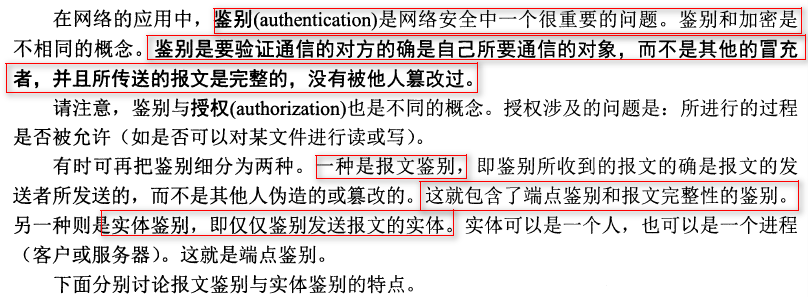 在网络的应用中，鉴别(authentication)是网络安全中一个很重要的问题。鉴别和加密是
不相同的概念。鉴别是要验证通信的对方的确是自己所要通信的对象，而不是其他的冒充
者，并且所传送的报文是完整的，没有被他人篡改过。
请注意，鉴别与授权(authorization)也是不同的概念。授权涉及的问题是：所进行的过程
是否被允许（如是否可以对某文件进行读或写）。
有时可再把鉴别细分为两种。一种是报文鉴别，即鉴别所收到的报文的确是报文的发
送者所发送的，而不是其他人伪造的或篡改的。这就包含了端点鉴别和报文完整性的鉴别。
另一种则是实体鉴别，即仅仅鉴别发送报文的实体。实体可以是一个人，也可以是一个进程
（客户或服务器）。这就是端点鉴别。
下面分别讨论报文鉴别与实体鉴别的特点。